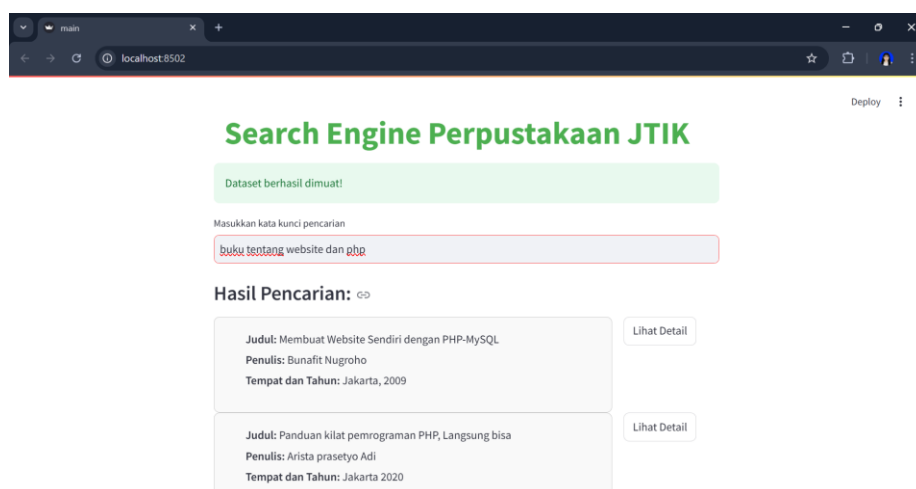 main
localhost:8502
Deploy
Search Engine Perpustakaan JTIK
Dataset berhasil dimuat!
Masukkan kata kunci pencarian
buku tentang website dan php
Hasil Pencarian:
Judul: Membuat Website Sendiri dengan PHP-MySQL
Lihat Detail
Penulis: Bunafit Nugroho
Tempat dan Tahun: Jakarta, 2009
Judul: Panduan kilat pemrograman PHP, Langsung bisa
Lihat Detail
Penulis: Arista prasetyo Adi
Tempat dan Tahun: Jakarta 2020